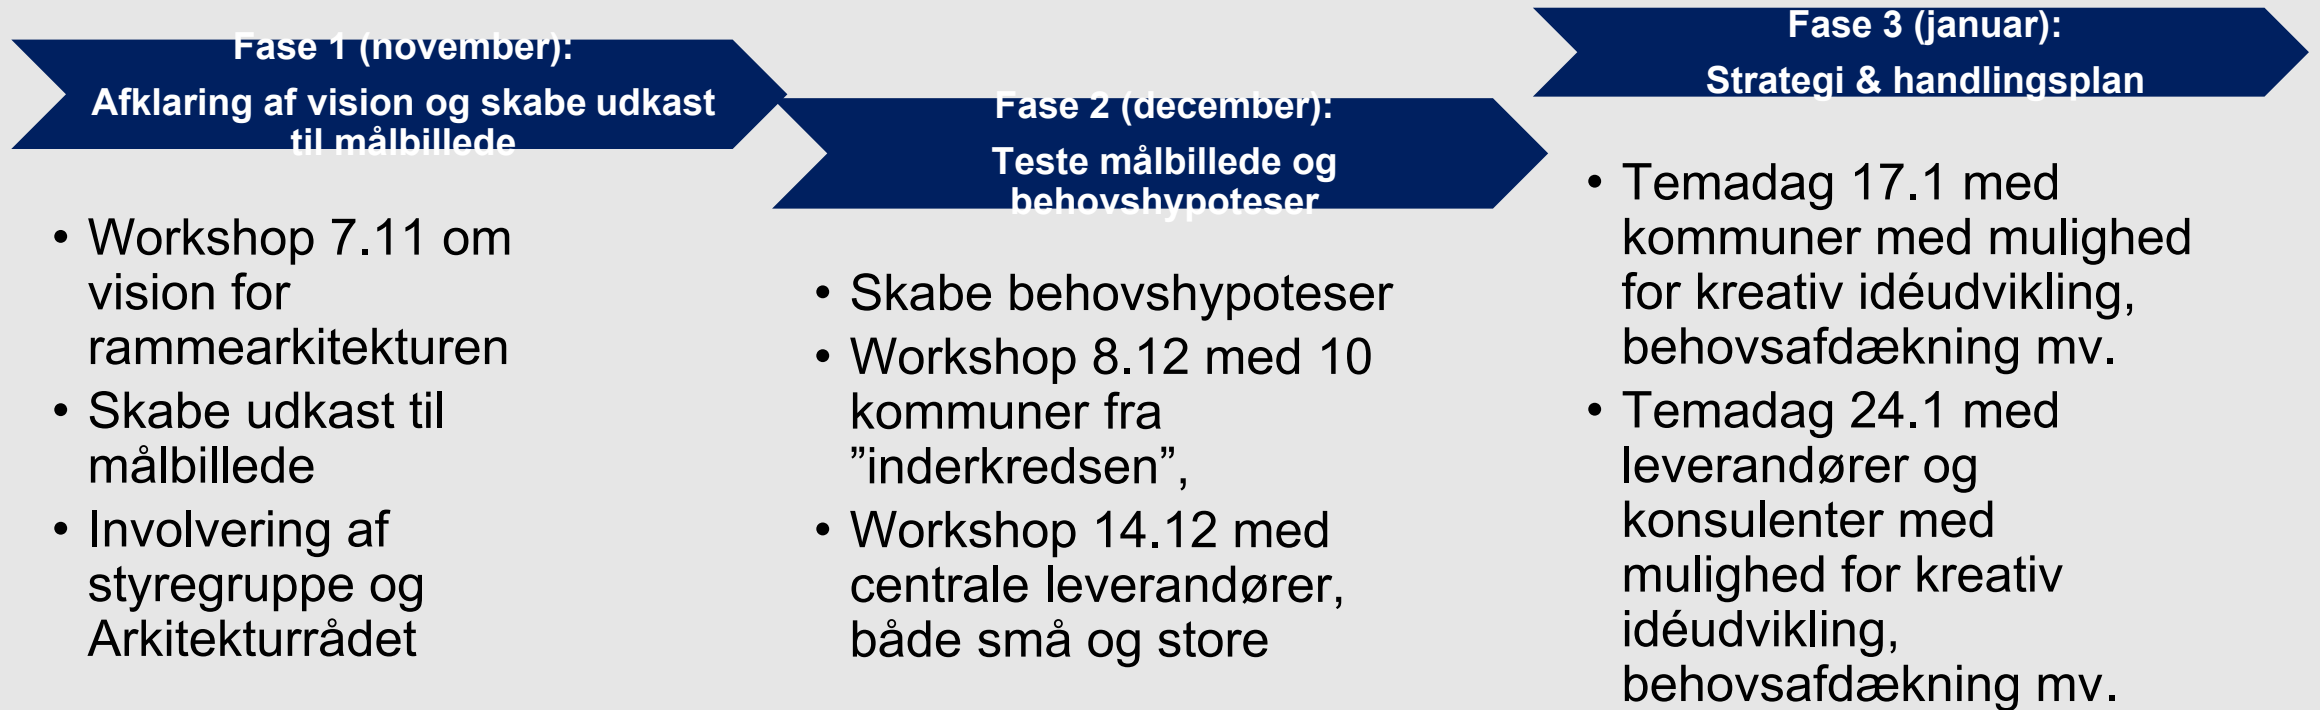 Fase 1 (november):
Afklaring af vision og skabe udkast
til målbillede
• Workshop 7.11 om
vision for
rammearkitekturen
• Skabe udkast til
målbillede
• Involvering af
styregruppe og
Arkitekturrådet
Fase 2 (december):
Teste målbillede og
behovshypoteser
• Skabe behovshypoteser
• Workshop 8.12 med 10
kommuner fra
”inderkredsen”,
• Workshop 14.12 med
centrale leverandører,
både små og store
Fase 3 (januar):
Strategi & handlingsplan
• Temadag 17.1 med
kommuner med mulighed
for kreativ idéudvikling,
behovsafdækning mv.
• Temadag 24.1 med
leverandører og
konsulenter med
mulighed for kreativ
idéudvikling,
behovsafdækning mv.